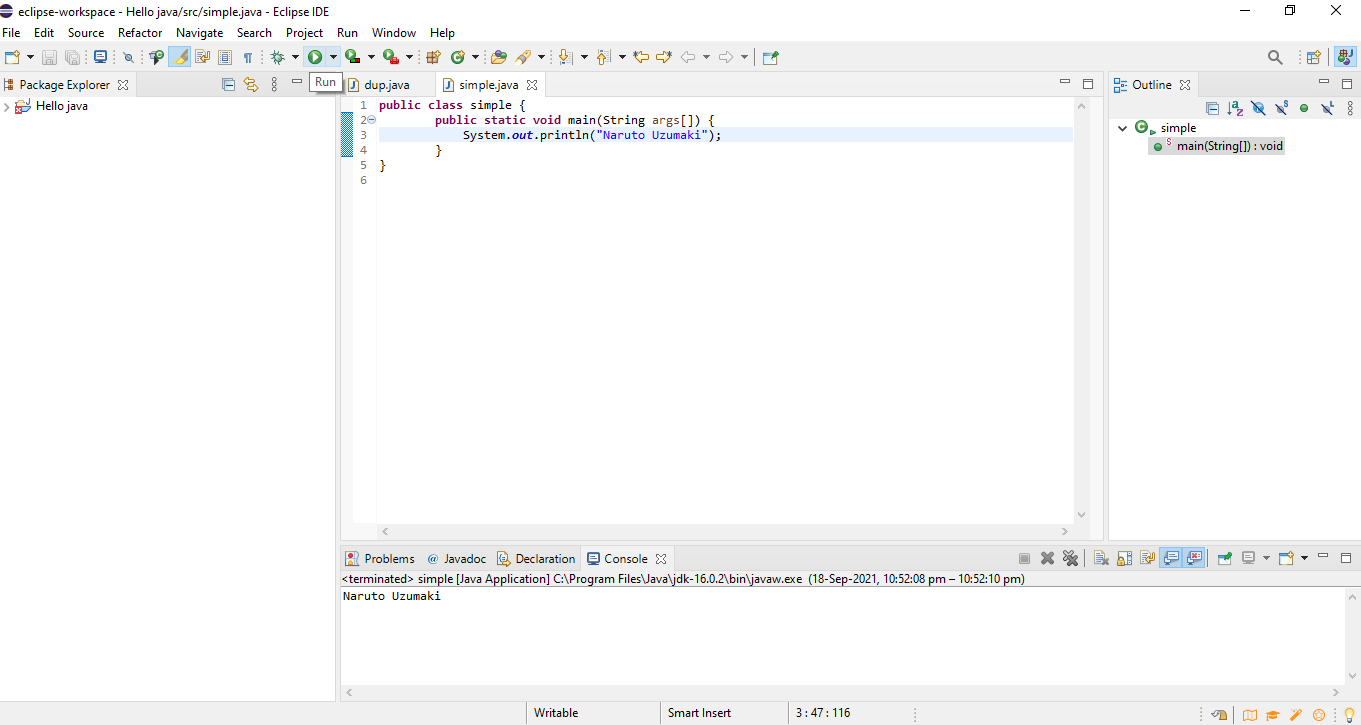 eclipse-workspace - Hello java/src/simple.java - Eclipse IDE
File Edit Source Refactor Navigate Search Project Run Window Help
Package Explorer
Run
dup.java
simple.java
Outline
Hello java
1 public class simple {
2 public static void main(String args[]) {
3 System.out.println("Naruto Uzumaki");
4 }
5 }
6
simple
main(String[]) : void
Problems @ Javadoc Declaration Console
<terminated> simple [Java Application] C:\Program Files\Java\jdk-16.0.2\bin\javaw.exe (18-Sep-2021, 10:52:08 pm – 10:52:10 pm)
Naruto Uzumaki
Writable Smart Insert 3 : 47 : 116